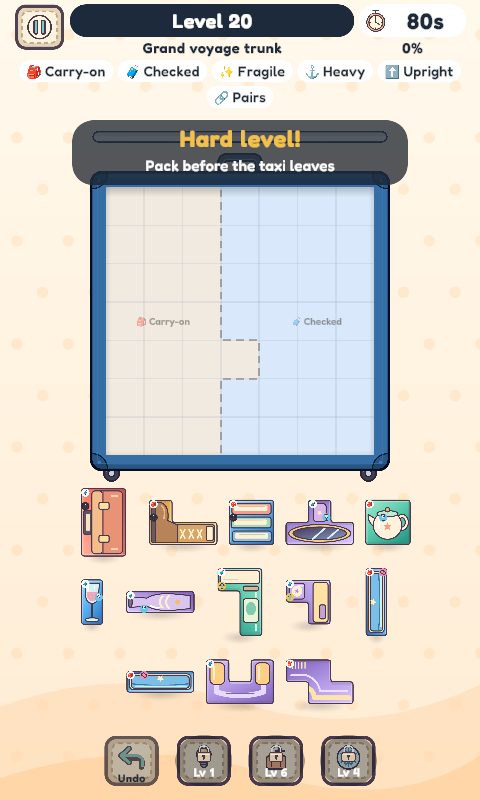 Level 20
80s
Grand voyage trunk
0%
Carry-on
Checked
Fragile
Heavy
Upright
Pairs
Hard level!
Pack before the taxi leaves
Carry-on
Checked
XXX
Undo
Lv 1
Lv 6
Lv 4